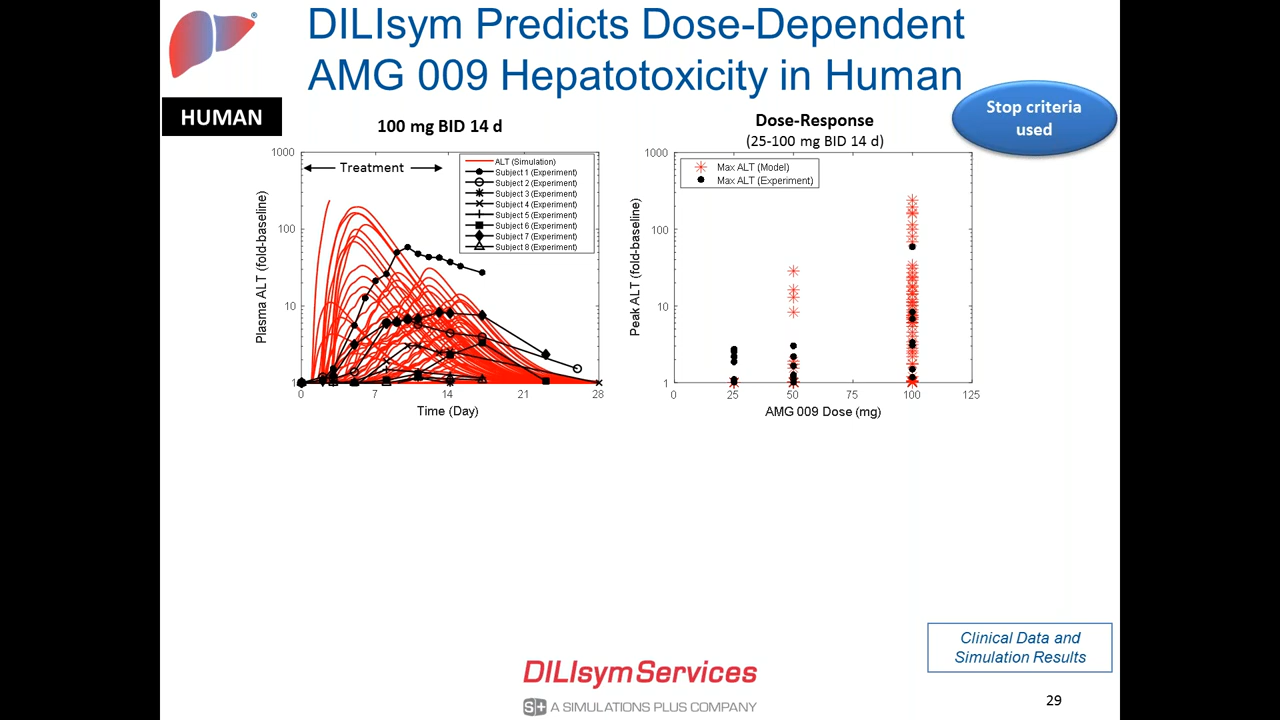 DILIsym Predicts Dose-Dependent
AMG 009 Hepatotoxicity in Human
®
HUMAN
Stop criteria
used
100 mg BID 14 d
1000
100
10
1
Plasma ALT (fold-baseline)
Treatment
ALT (Simulation)
Subject 1 (Experiment)
Subject 2 (Experiment)
Subject 3 (Experiment)
Subject 4 (Experiment)
Subject 5 (Experiment)
Subject 6 (Experiment)
Subject 7 (Experiment)
Subject 8 (Experiment)
0 7 14 21 28
Time (Day)
Dose-Response
(25-100 mg BID 14 d)
1000
100
10
1
Peak ALT (fold-baseline)
Max ALT (Model)
Max ALT (Experiment)
0 25 50 75 100 125
AMG 009 Dose (mg)
Clinical Data and
Simulation Results
DILIsym Services
S+ A SIMULATIONS PLUS COMPANY
29